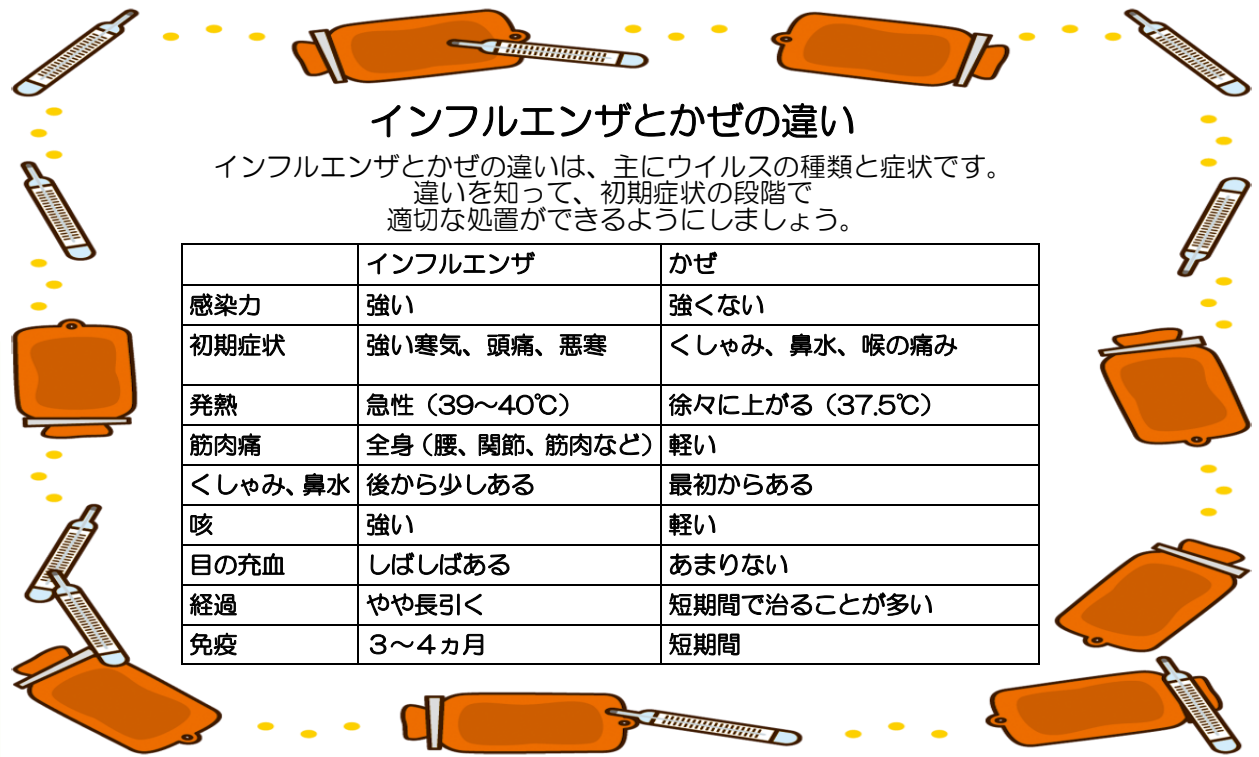 インフルエンザとかぜの違い
インフルエンザとかぜの違いは、主にウイルスの種類と症状です。
違いを知って、初期症状の段階で
適切な処置ができるようにしましょう。
インフルエンザ かぜ
感染力 強い 強くない
初期症状 強い寒気、頭痛、悪寒 くしゃみ、鼻水、喉の痛み
発熱 急性（39～40℃） 徐々に上がる（37.5℃）
筋肉痛 全身（腰、関節、筋肉など） 軽い
くしゃみ、鼻水 後から少しある 最初からある
咳 強い 軽い
目の充血 しばしばある あまりない
経過 やや長引く 短期間で治ることが多い
免疫 ３～４ヵ月 短期間